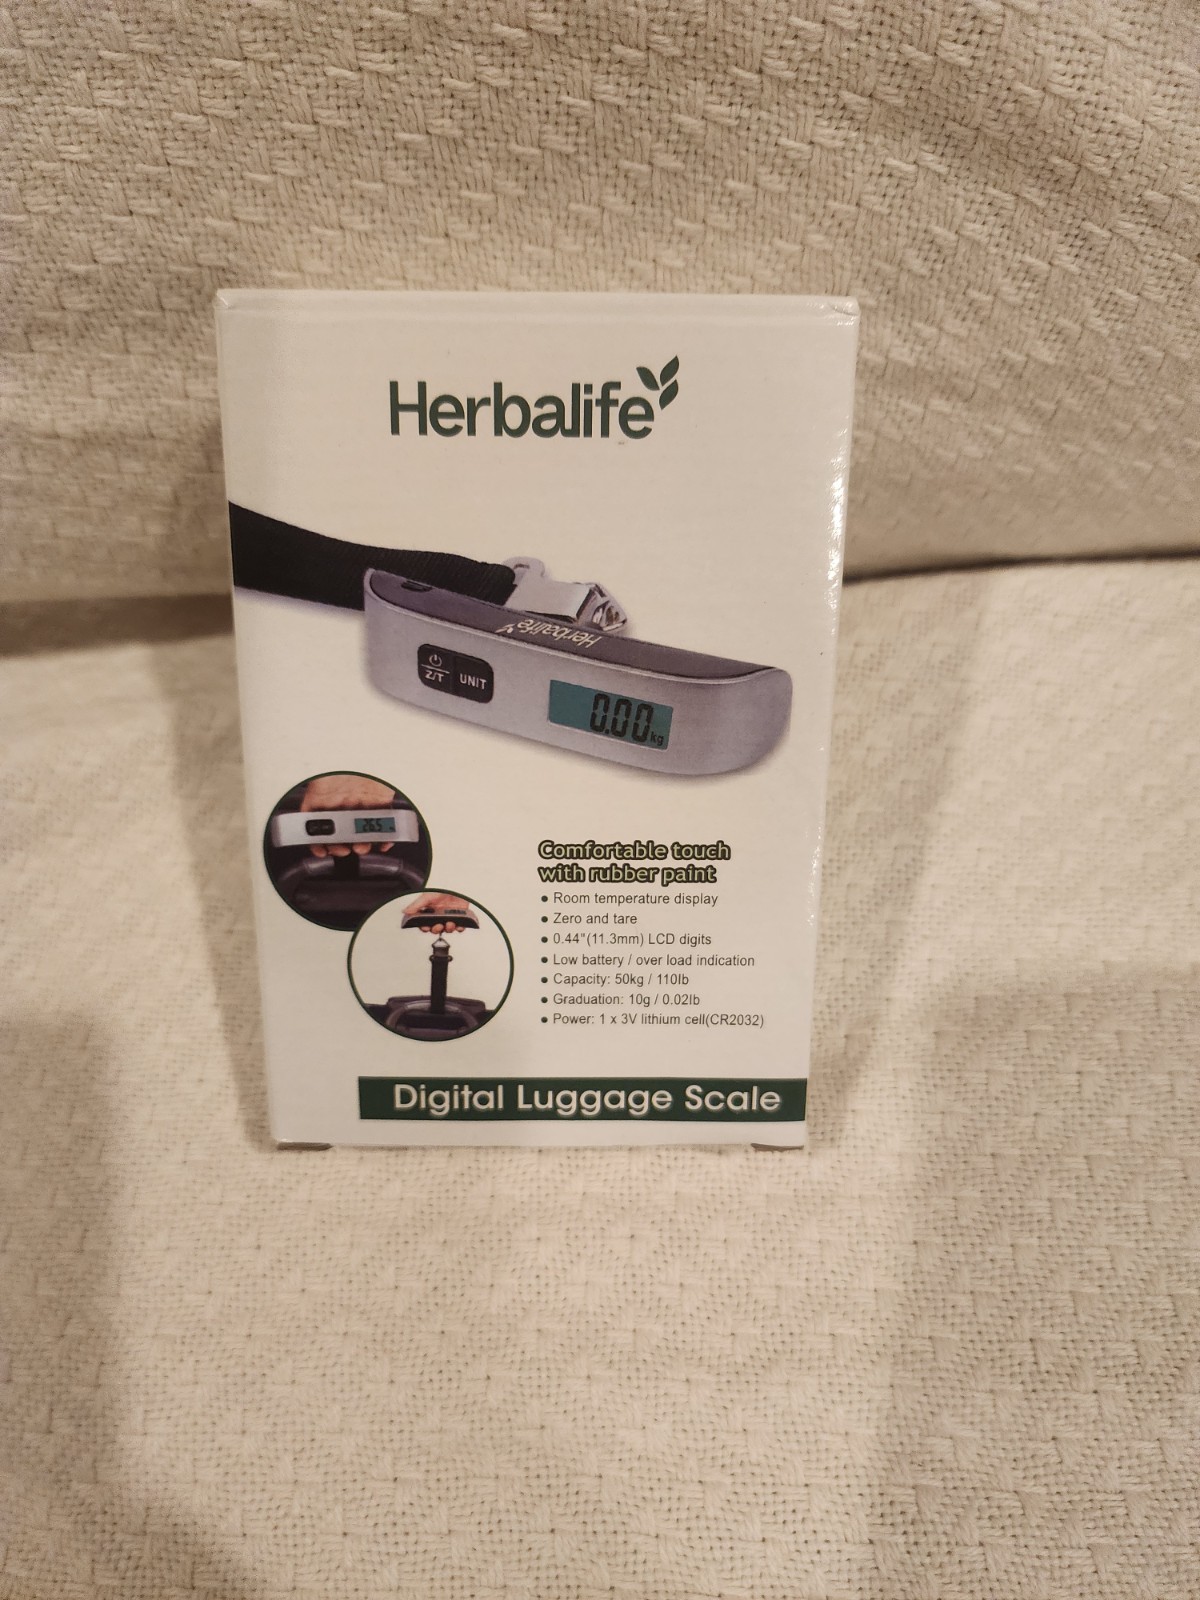 Herbalife
Herbalife
Z/T UNIT
0.00 kg
Comfortable touch
with rubber paint
• Room temperature display
• Zero and tare
• 0.44"(11.3mm) LCD digits
• Low battery / over load indication
• Capacity: 50kg / 110lb
• Graduation: 10g / 0.02lb
• Power: 1 x 3V lithium cell(CR2032)
Digital Luggage Scale